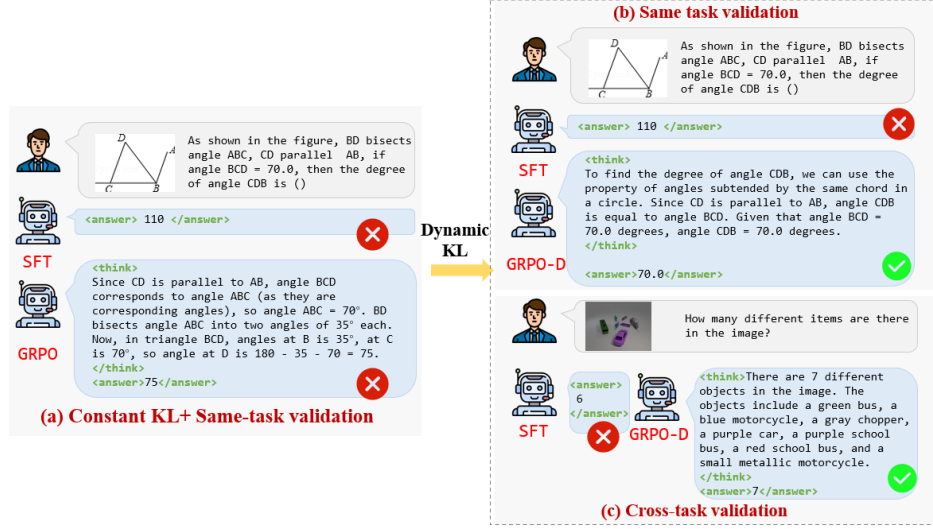 D
A
C
B
As shown in the figure, BD bisects
angle ABC, CD parallel AB, if
angle BCD = 70.0, then the degree
of angle CDB is ()
<answer> 110 </answer>
SFT
<think>
Since CD is parallel to AB, angle BCD
corresponds to angle ABC (as they are
corresponding angles), so angle ABC = 70°. BD
bisects angle ABC into two angles of 35° each.
Now, in triangle BCD, angles at B is 35°, at C
is 70°, so angle at D is 180 - 35 - 70 = 75.
</think>
<answer>75</answer>
GRPO
(a) Constant KL+ Same-task validation
Dynamic
KL
(b) Same task validation
D
A
C
B
As shown in the figure, BD bisects
angle ABC, CD parallel AB, if
angle BCD = 70.0, then the degree
of angle CDB is ()
<answer> 110 </answer>
SFT
<think>
To find the degree of angle CDB, we can use the
property of angles subtended by the same chord in
a circle. Since CD is parallel to AB, angle CDB
is equal to angle BCD. Given that angle BCD =
70.0 degrees, angle CDB = 70.0 degrees.
</think>
GRPO-D
<answer>70.0</answer>
How many different items are there
in the image?
<answer>
6
</answer>
SFT
GRPO-D
<think>There are 7 different
objects in the image. The
objects include a green bus, a
blue motorcycle, a gray chopper,
a purple car, a purple school
bus, a red school bus, and a
small metallic motorcycle.
</think>
<answer>7</answer>
(c) Cross-task validation